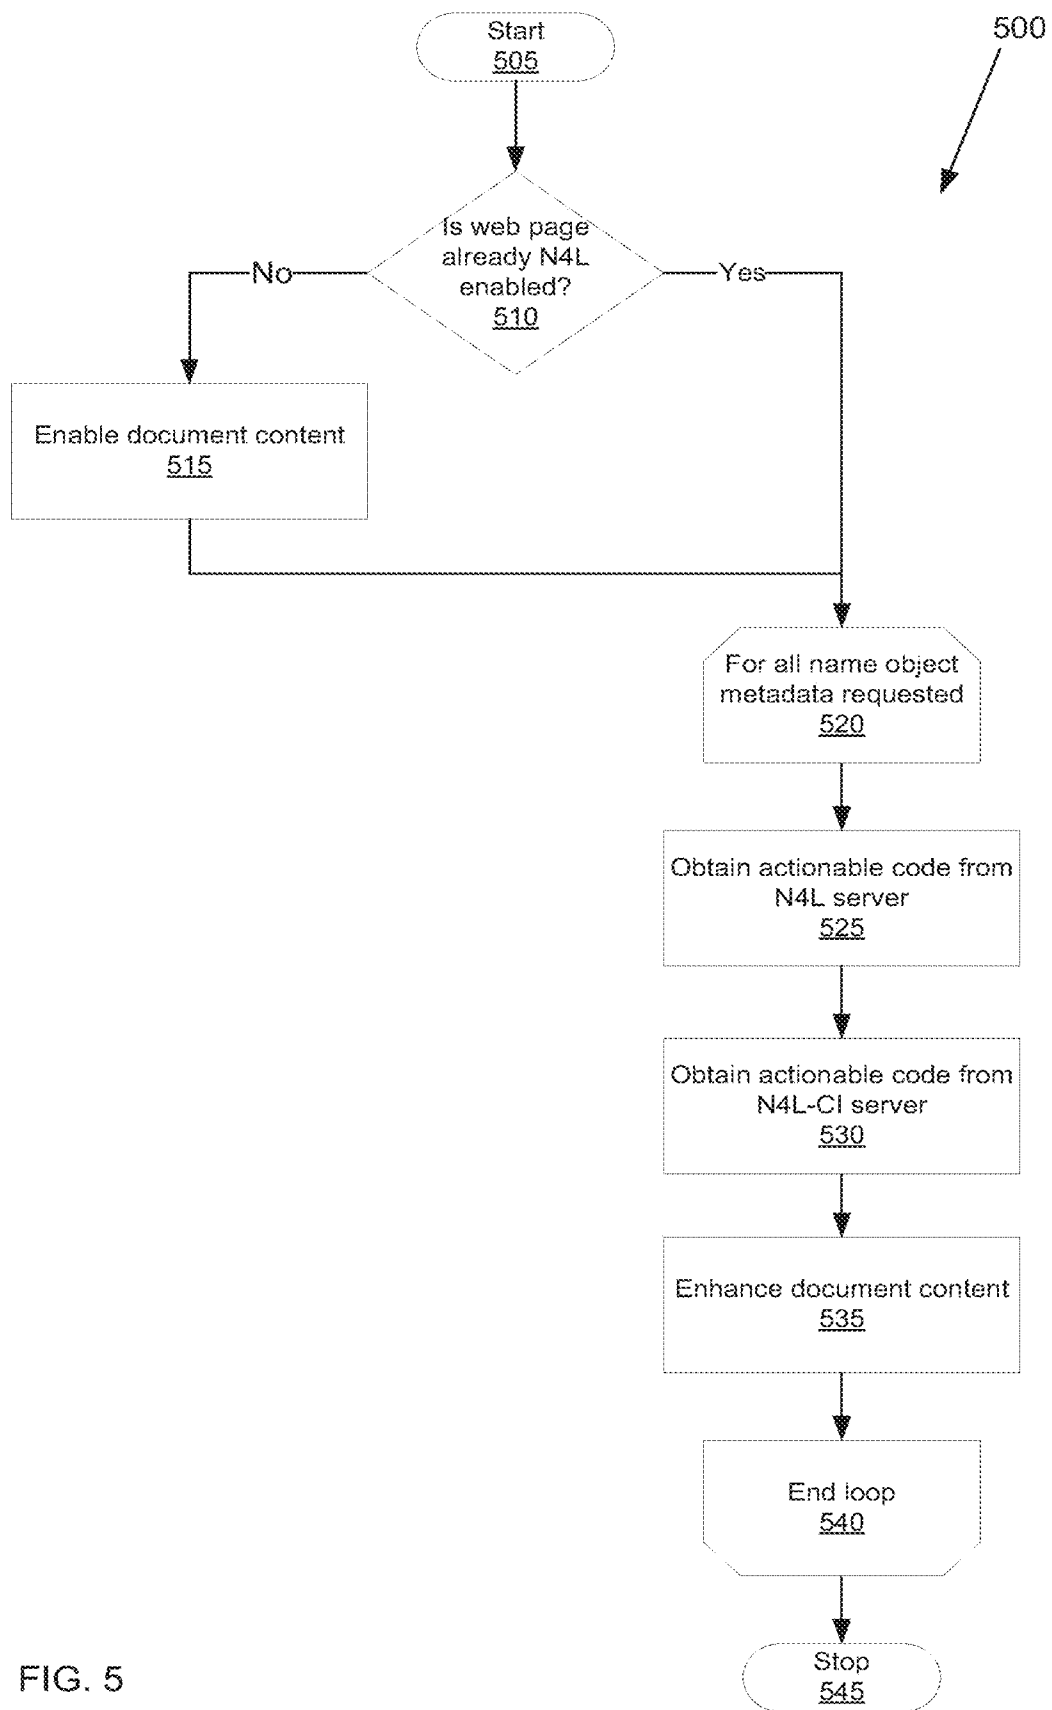 Start
505
500
Is web page
already N4L
enabled?
510
No
Yes
Enable document content
515
For all name object
metadata requested
520
Obtain actionable code from
N4L server
525
Obtain actionable code from
N4L-CI server
530
Enhance document content
535
End loop
540
Stop
545
FIG. 5